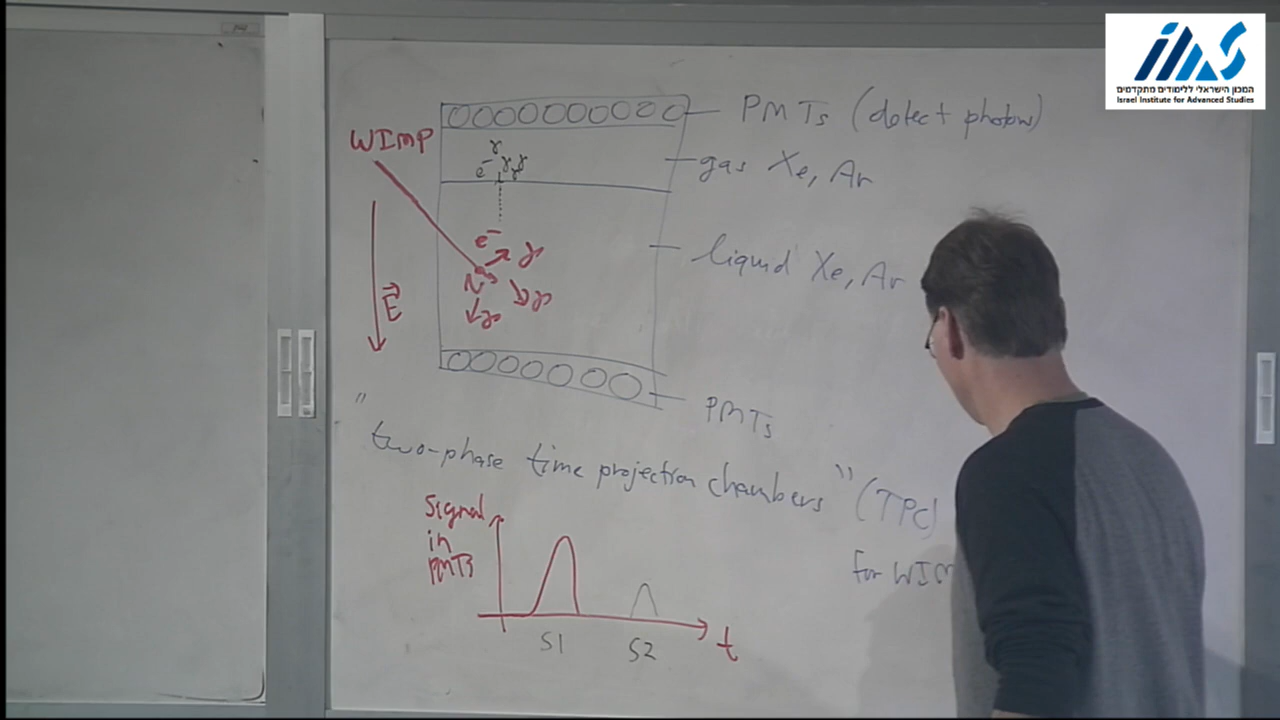 המכון הישראלי ללימודים מתקדמים
Israel Institute for Advanced Studies
PMTs (detect photons)
WIMP
gas Xe, Ar
γ
e⁻ γ γ γ
liquid Xe, Ar
e⁻
γ
N
γ
γ
E
PMTs
"two-phase time projection chambers" (TPC)
for WIM
Signal
in
PMTs
S1
S2
t